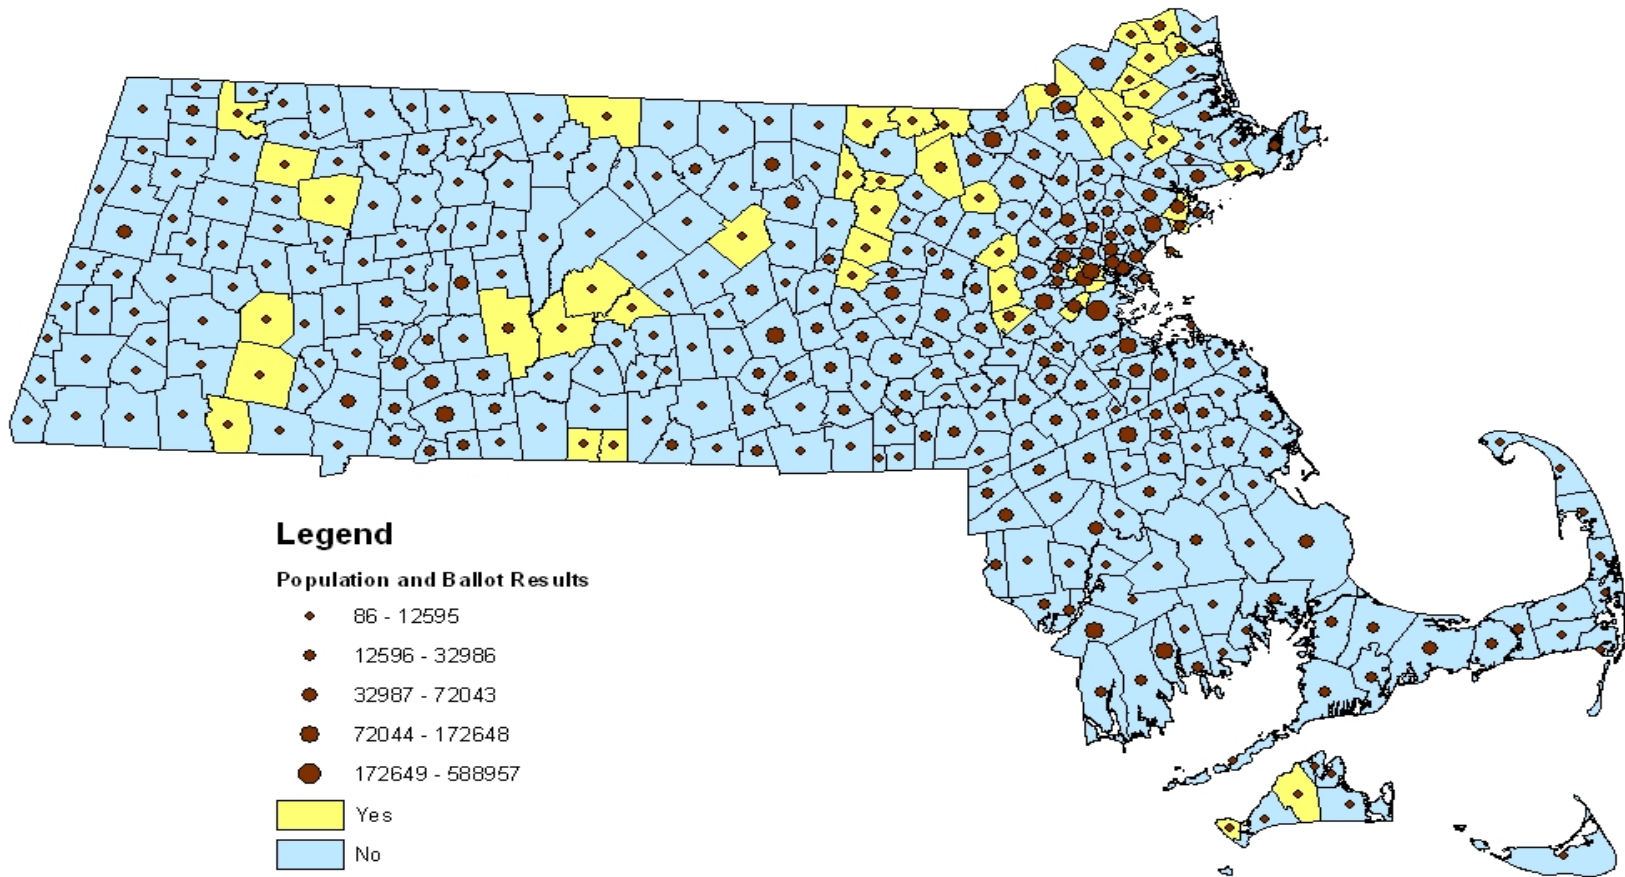 Legend
Population and Ballot Results
86 - 12595
12596 - 32986
32987 - 72043
72044 - 172648
172649 - 588957
Yes
No